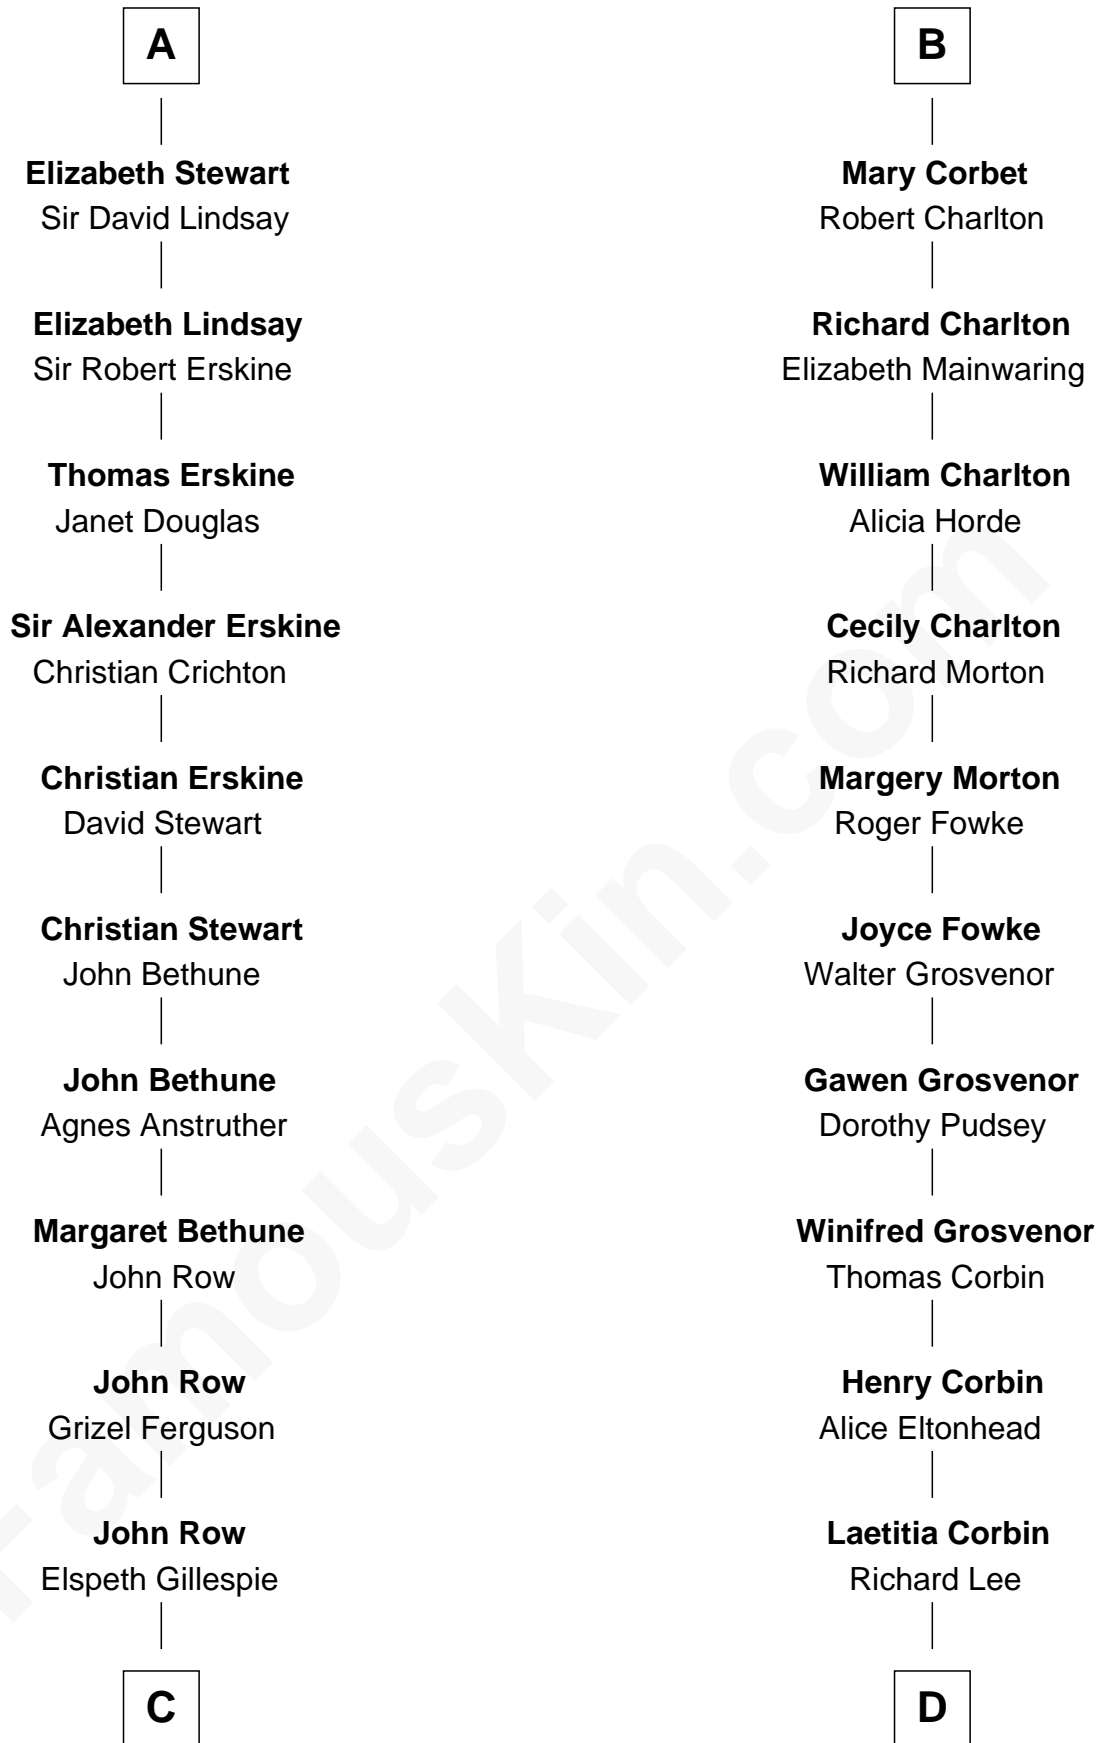 A
Elizabeth Stewart
Sir David Lindsay
Elizabeth Lindsay
Sir Robert Erskine
Thomas Erskine
Janet Douglas
Sir Alexander Erskine
Christian Crichton
Christian Erskine
David Stewart
Christian Stewart
John Bethune
John Bethune
Agnes Anstruther
Margaret Bethune
John Row
John Row
Grizel Ferguson
John Row
Elspeth Gillespie
C
B
Mary Corbet
Robert Charlton
Richard Charlton
Elizabeth Mainwaring
William Charlton
Alicia Horde
Cecily Charlton
Richard Morton
Margery Morton
Roger Fowke
Joyce Fowke
Walter Grosvenor
Gawen Grosvenor
Dorothy Pudsey
Winifred Grosvenor
Thomas Corbin
Henry Corbin
Alice Eltonhead
Laetitia Corbin
Richard Lee
D
FamousKin.com